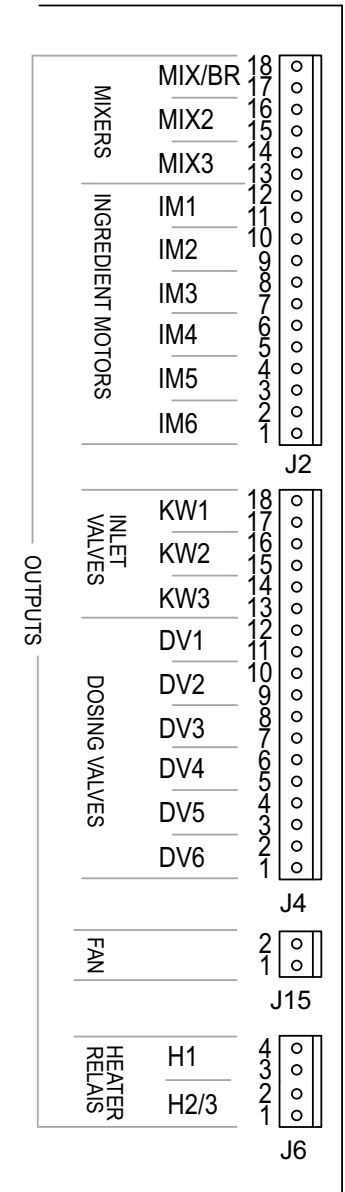 OUTPUTS
MIXERS
MIX/BR 18
17
MIX2 16
15
MIX3 14
13
INGREDIENT MOTORS
IM1 12
11
IM2 10
9
IM3 8
7
IM4 6
5
IM5 4
3
IM6 2
1
J2
INLET
VALVES
KW1 18
17
KW2 16
15
KW3 14
13
DOSING VALVES
DV1 12
11
DV2 10
9
DV3 8
7
DV4 6
5
DV5 4
3
DV6 2
1
J4
FAN
2
1
J15
HEATER
RELAIS
H1 4
3
H2/3 2
1
J6